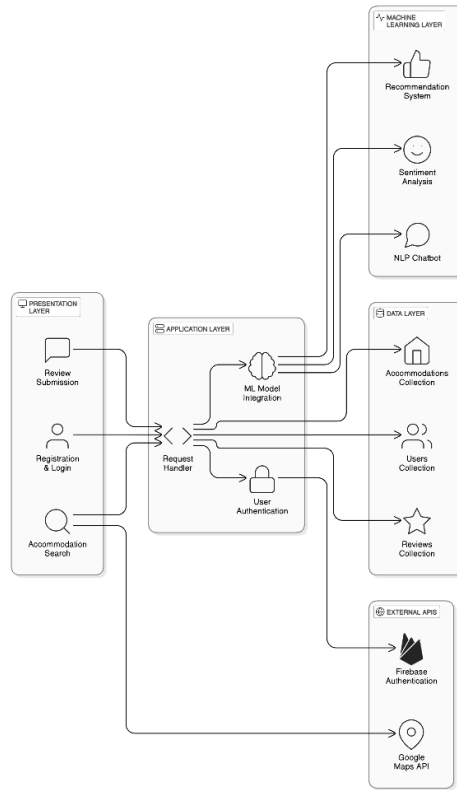 MACHINE
LEARNING LAYER
Recommendation
System
Sentiment
Analysis
NLP Chatbot
PRESENTATION
LAYER
Review
Submission
Registration
& Login
Accommodation
Search
APPLICATION LAYER
ML Model
Integration
Request
Handler
User
Authentication
DATA LAYER
Accommodations
Collection
Users
Collection
Reviews
Collection
EXTERNAL APIS
Firebase
Authentication
Google
Maps API